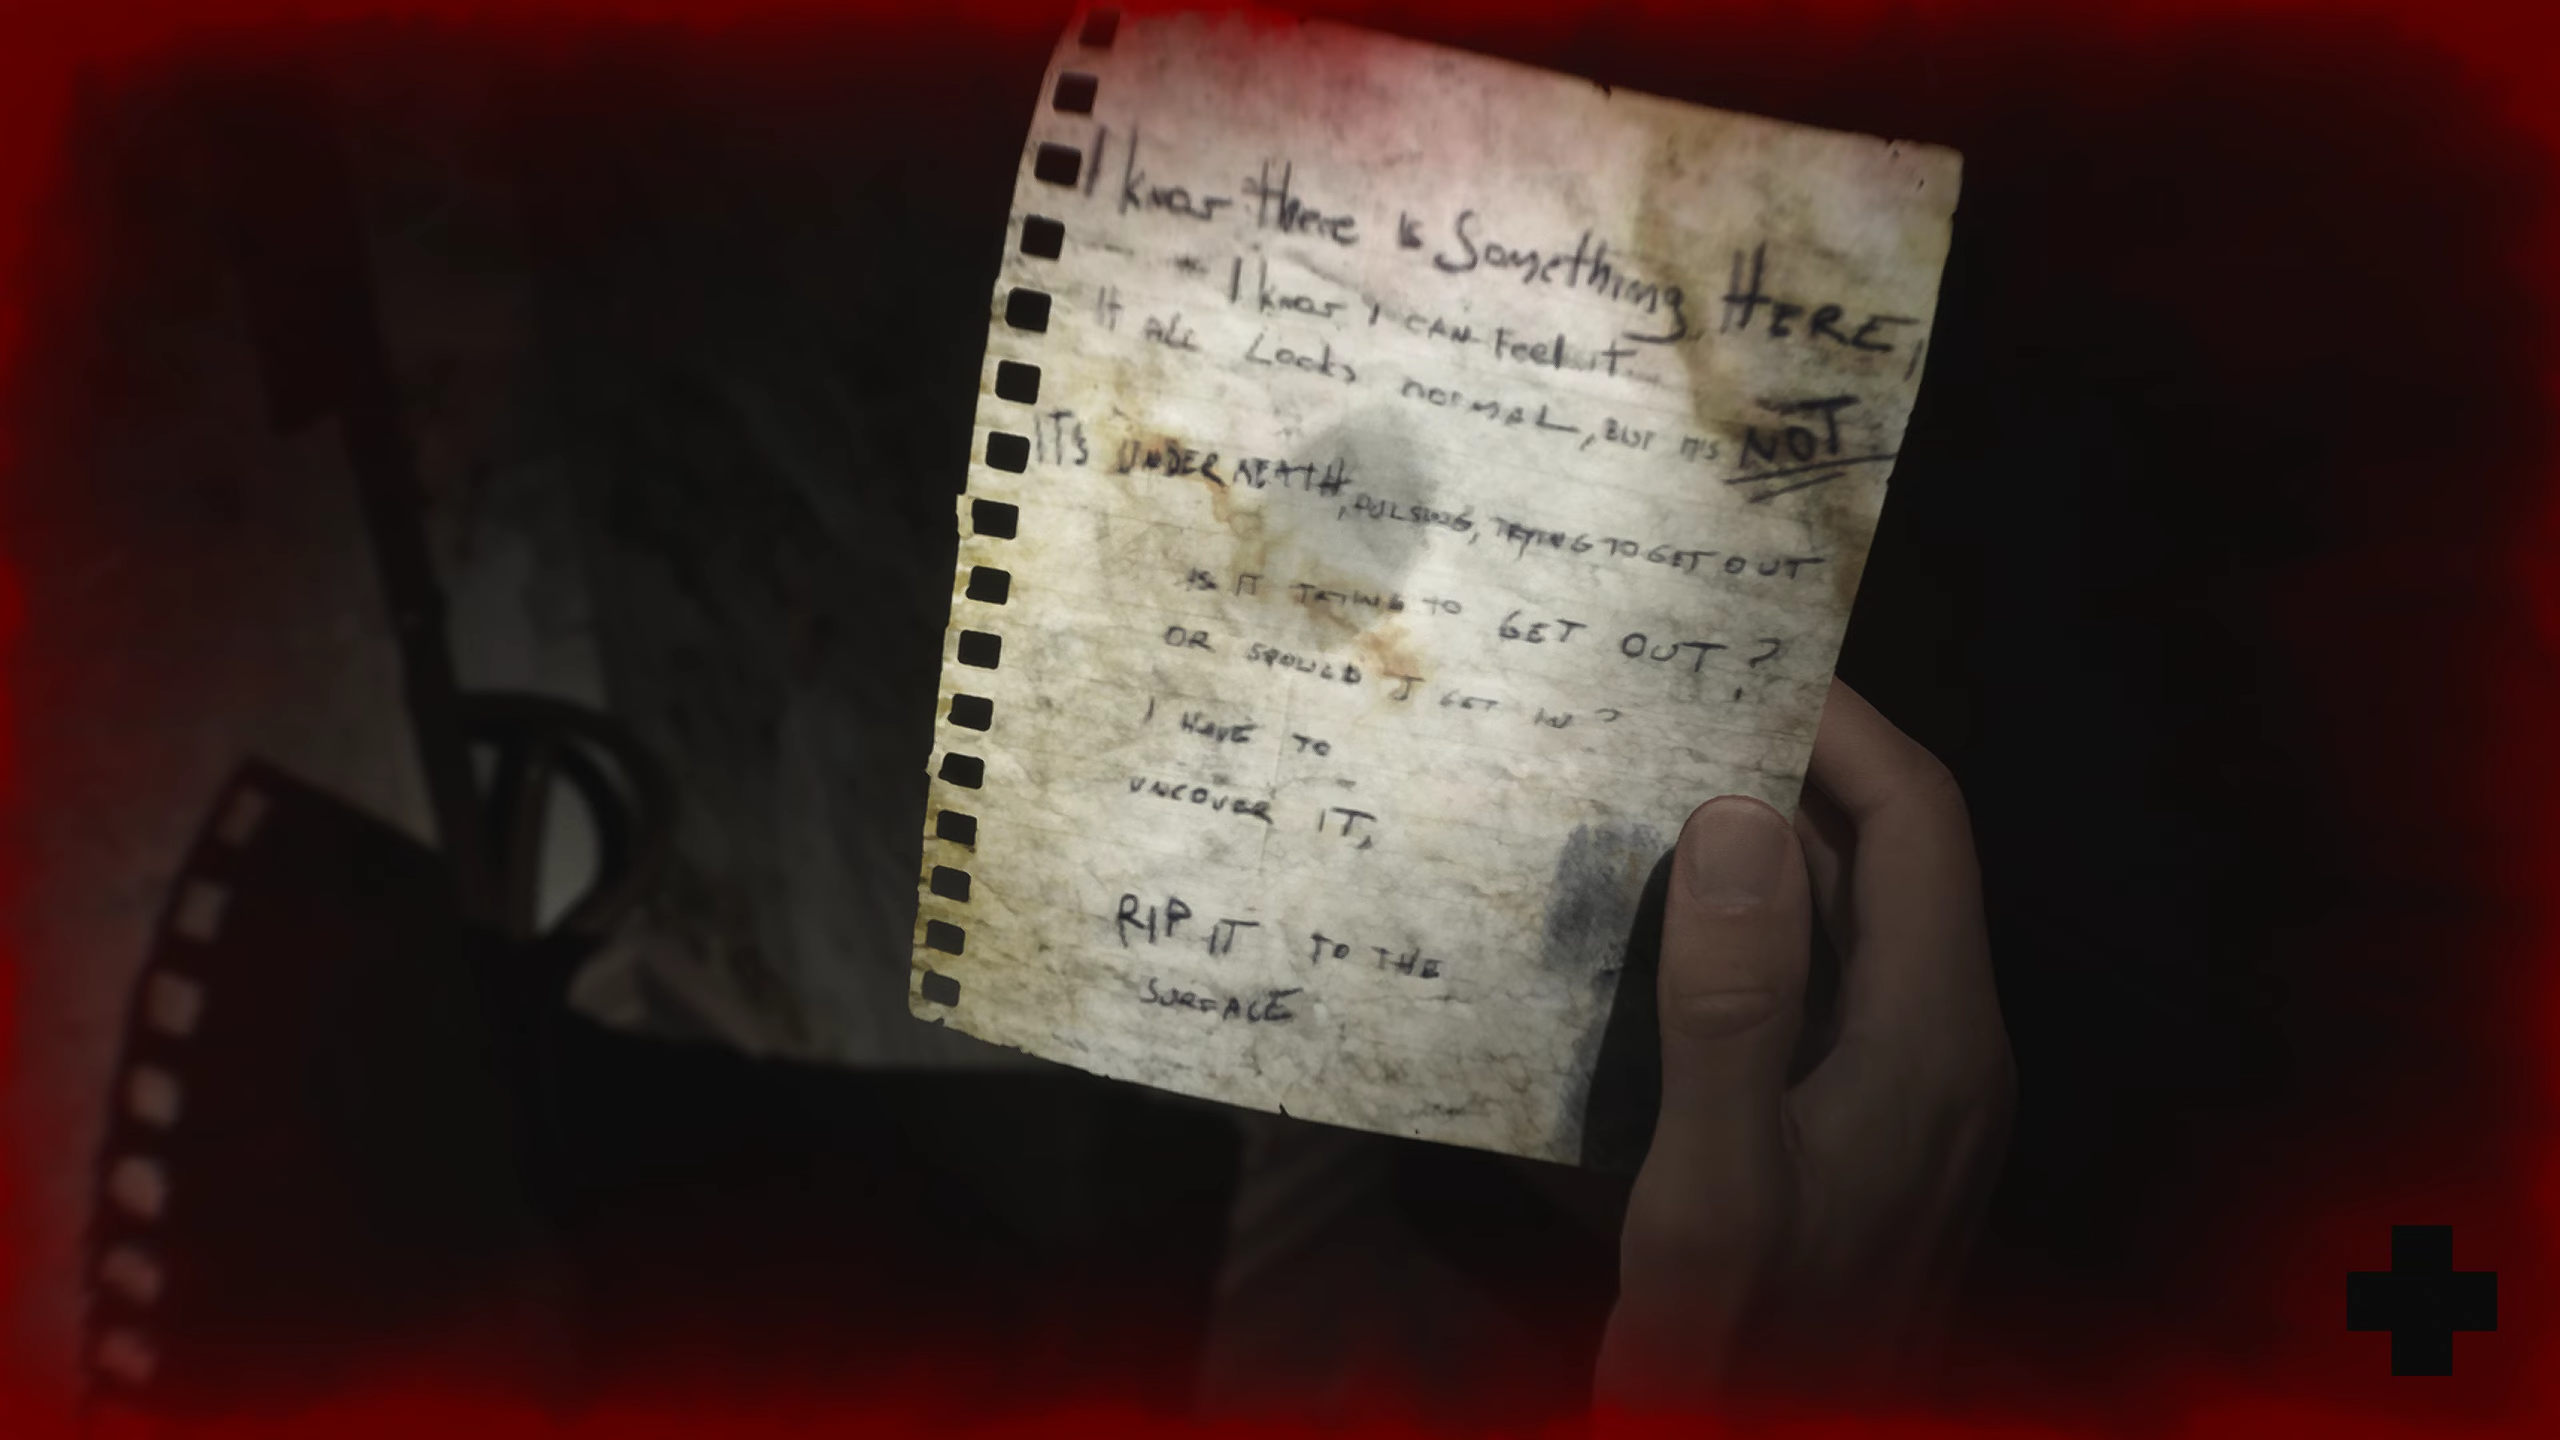 I know there is Something HERE,
I know I CAN Feel it...
It ALL Looks normAL, BUT IT'S NOT
ITS UNDERNEATH, PULSING, TRYING TO GET OUT
IS IT TRYING TO GET OUT?
OR SHOULD I GET IN?
I HAVE TO
UNCOVER IT,
RIP IT TO THE
SURFACE